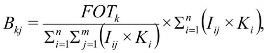 B_{kj} = \frac{FOT_k}{\Sigma_{i=1}^{n} \Sigma_{j=1}^{m} (I_{ij} \times K_i)} \times \Sigma_{i=1}^{n} (I_{ij} \times K_i),